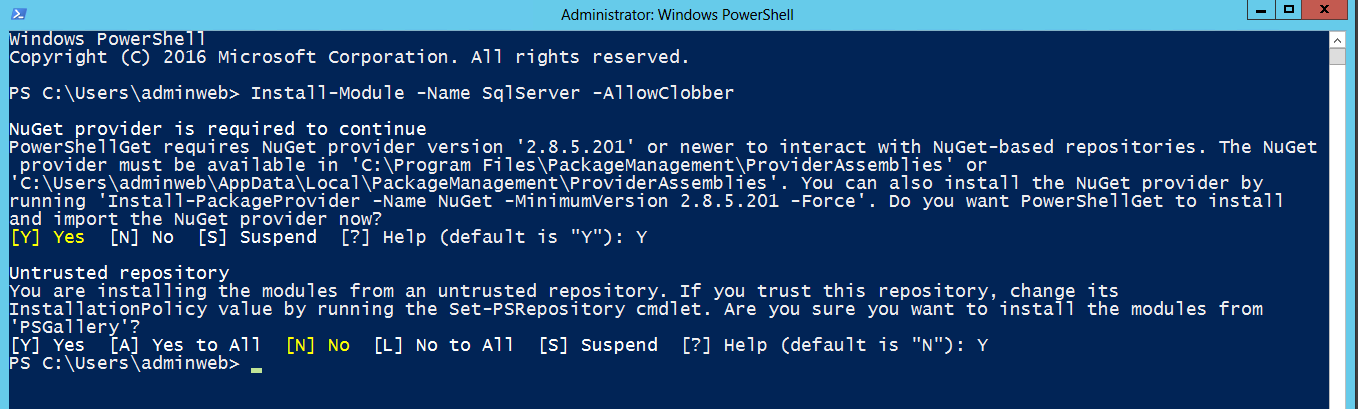 Administrator: Windows PowerShell
Windows PowerShell
Copyright (C) 2016 Microsoft Corporation. All rights reserved.
PS C:\Users\adminweb> Install-Module -Name SqlServer -AllowClobber
NuGet provider is required to continue
PowerShellGet requires NuGet provider version '2.8.5.201' or newer to interact with NuGet-based repositories. The NuGet
provider must be available in 'C:\Program Files\PackageManagement\ProviderAssemblies' or
'C:\Users\adminweb\AppData\Local\PackageManagement\ProviderAssemblies'. You can also install the NuGet provider by
running 'Install-PackageProvider -Name NuGet -MinimumVersion 2.8.5.201 -Force'. Do you want PowerShellGet to install
and import the NuGet provider now?
[Y] Yes  [N] No  [S] Suspend  [?] Help (default is "Y"): Y
Untrusted repository
You are installing the modules from an untrusted repository. If you trust this repository, change its
InstallationPolicy value by running the Set-PSRepository cmdlet. Are you sure you want to install the modules from
'PSGallery'?
[Y] Yes  [A] Yes to All  [N] No  [L] No to All  [S] Suspend  [?] Help (default is "N"): Y
PS C:\Users\adminweb> _